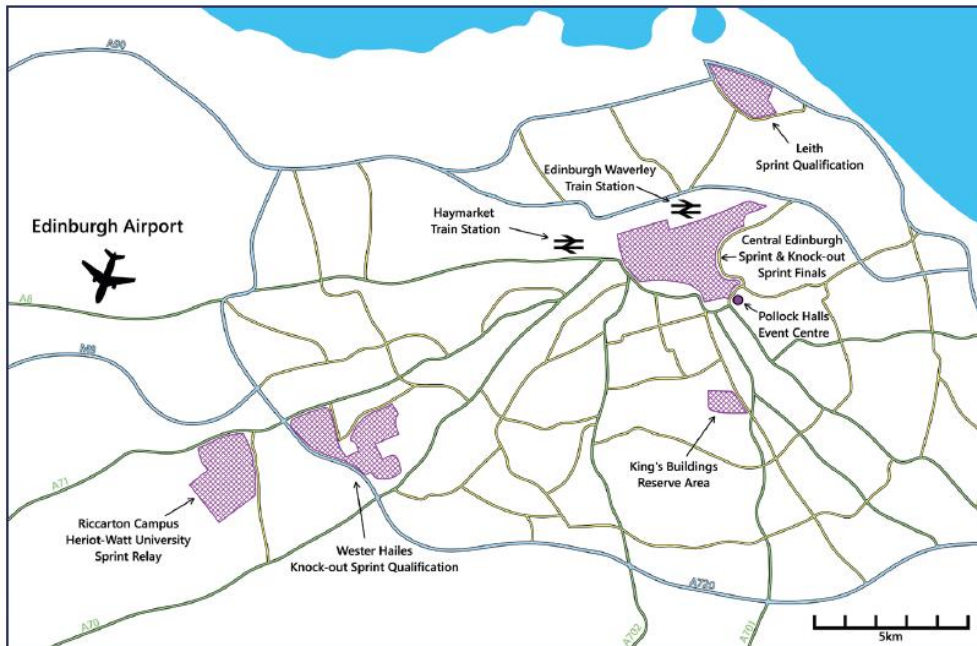 A90
Leith
Sprint Qualification
Edinburgh Waverley
Train Station
Haymarket
Train Station
Edinburgh Airport
Central Edinburgh
Sprint & Knock-out
Sprint Finals
A8
Pollock Halls
Event Centre
M8
King's Buildings
Reserve Area
A71
Riccarton Campus
Heriot-Watt University
Sprint Relay
Wester Hailes
Knock-out Sprint Qualification
A720
A70
A702
A701
5km